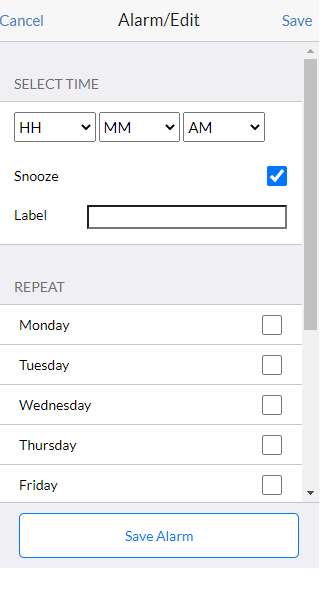 Cancel Alarm/Edit Save
SELECT TIME
HH MM AM
Snooze
Label
REPEAT
Monday
Tuesday
Wednesday
Thursday
Friday
Save Alarm